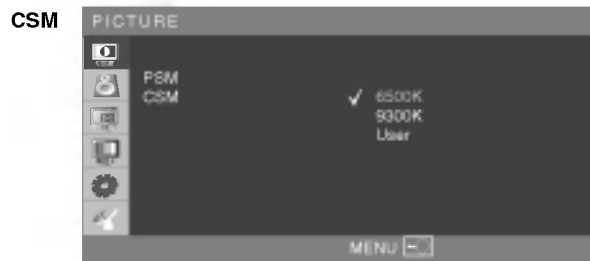 CSM
PICTURE
PSM
CSM
✓ 6500K
9300K
User
MENU